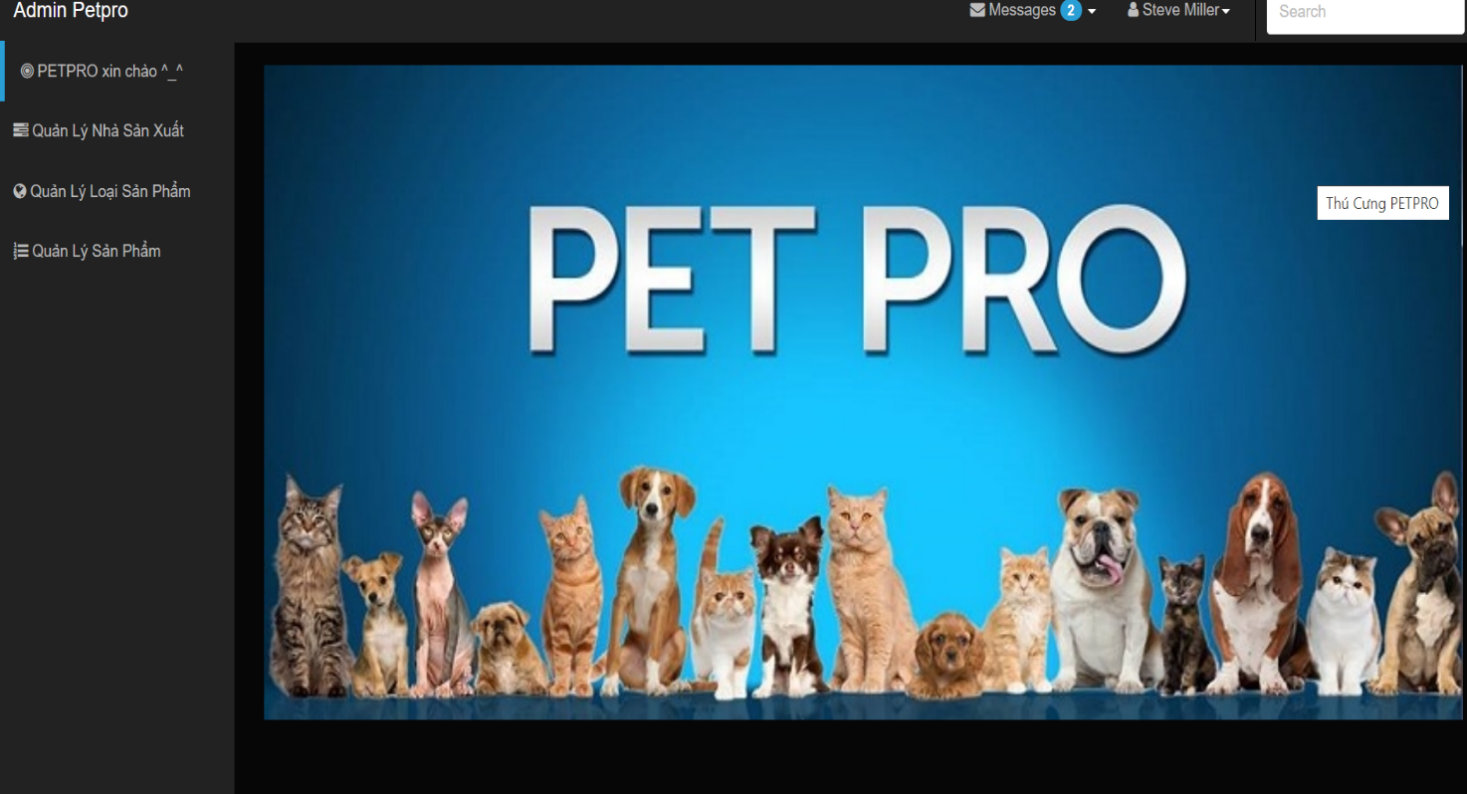 Admin Petpro
Messages 2
Steve Miller
Search
PETPRO xin chào ^_^
Quản Lý Nhà Sản Xuất
Quản Lý Loại Sản Phẩm
Quản Lý Sản Phẩm
Thú Cưng PETPRO
PET PRO